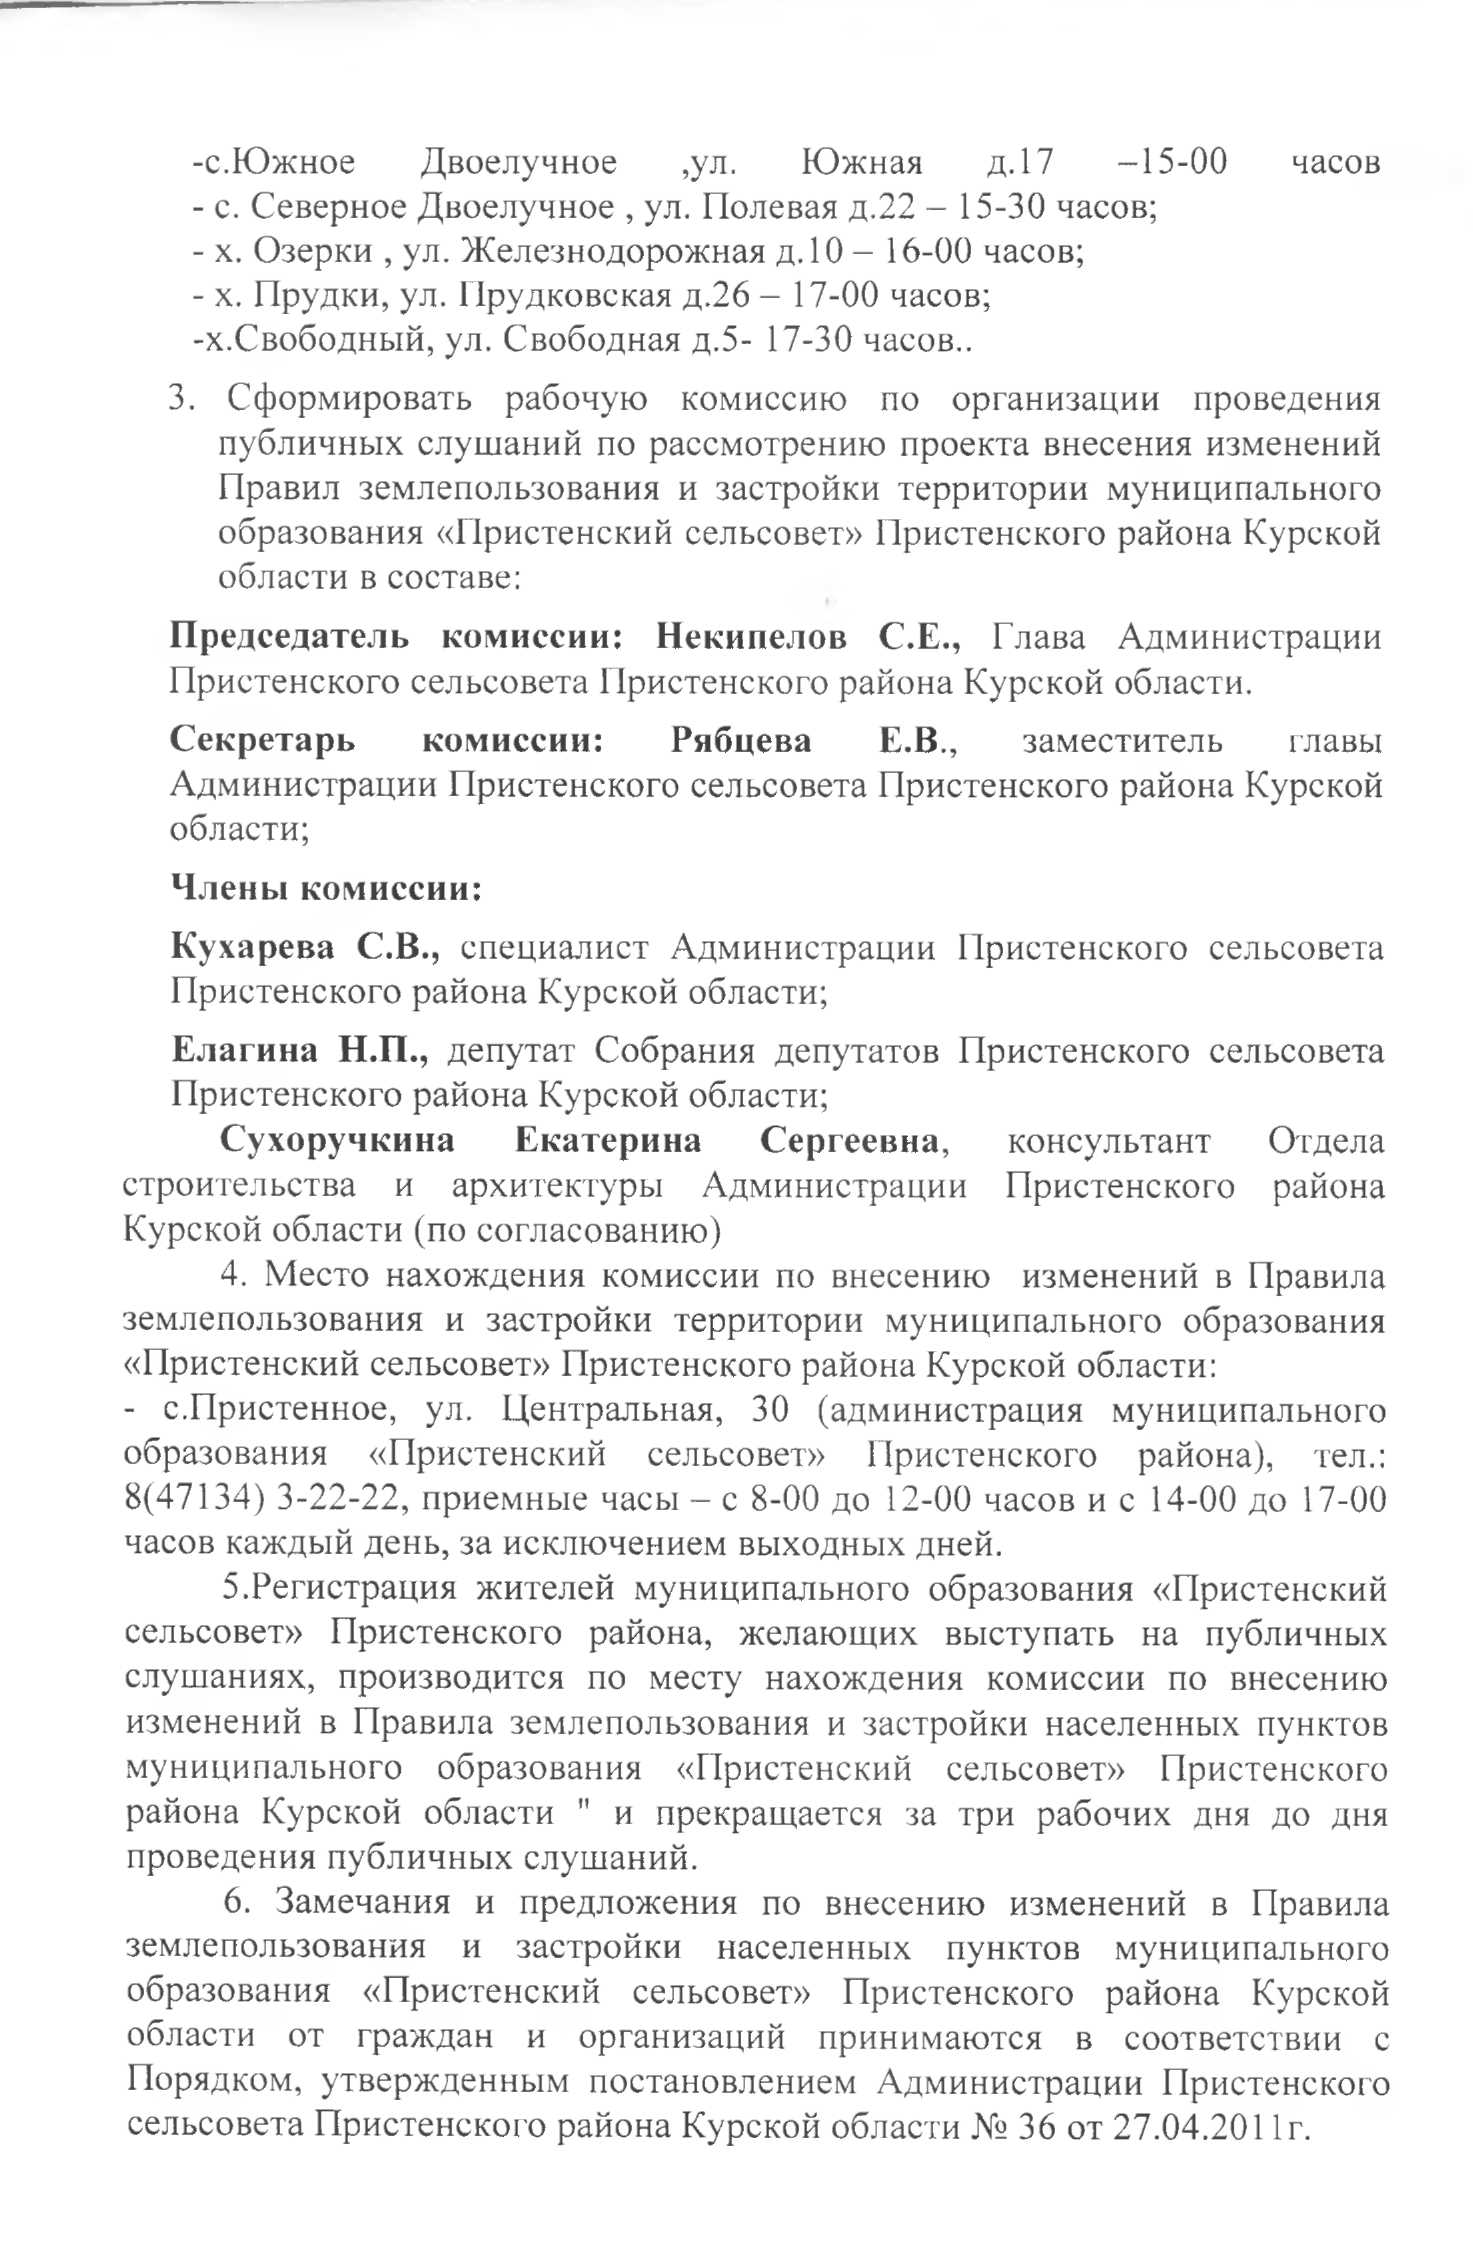 -с.Южное Двоелучное ,ул. Южная д.17 –15-00 часов
- с. Северное Двоелучное , ул. Полевая д.22 – 15-30 часов;
- х. Озерки , ул. Железнодорожная д.10 – 16-00 часов;
- х. Прудки, ул. Прудковская д.26 – 17-00 часов;
-х.Свободный, ул. Свободная д.5- 17-30 часов..
3. Сформировать рабочую комиссию по организации проведения
публичных слушаний по рассмотрению проекта внесения изменений
Правил землепользования и застройки территории муниципального
образования «Пристенский сельсовет» Пристенского района Курской
области в составе:
Председатель комиссии: Некипелов С.Е., Глава Администрации
Пристенского сельсовета Пристенского района Курской области.
Секретарь комиссии: Рябцева Е.В., заместитель главы
Администрации Пристенского сельсовета Пристенского района Курской
области;
Члены комиссии:
Кухарева С.В., специалист Администрации Пристенского сельсовета
Пристенского района Курской области;
Елагина Н.П., депутат Собрания депутатов Пристенского сельсовета
Пристенского района Курской области;
Сухоручкина Екатерина Сергеевна, консультант Отдела
строительства и архитектуры Администрации Пристенского района
Курской области (по согласованию)
4. Место нахождения комиссии по внесению изменений в Правила
землепользования и застройки территории муниципального образования
«Пристенский сельсовет» Пристенского района Курской области:
- с.Пристенное, ул. Центральная, 30 (администрация муниципального
образования «Пристенский сельсовет» Пристенского района), тел.:
8(47134) 3-22-22, приемные часы – с 8-00 до 12-00 часов и с 14-00 до 17-00
часов каждый день, за исключением выходных дней.
5.Регистрация жителей муниципального образования «Пристенский
сельсовет» Пристенского района, желающих выступать на публичных
слушаниях, производится по месту нахождения комиссии по внесению
изменений в Правила землепользования и застройки населенных пунктов
муниципального образования «Пристенский сельсовет» Пристенского
района Курской области " и прекращается за три рабочих дня до дня
проведения публичных слушаний.
6. Замечания и предложения по внесению изменений в Правила
землепользования и застройки населенных пунктов муниципального
образования «Пристенский сельсовет» Пристенского района Курской
области от граждан и организаций принимаются в соответствии с
Порядком, утвержденным постановлением Администрации Пристенского
сельсовета Пристенского района Курской области № 36 от 27.04.2011г.